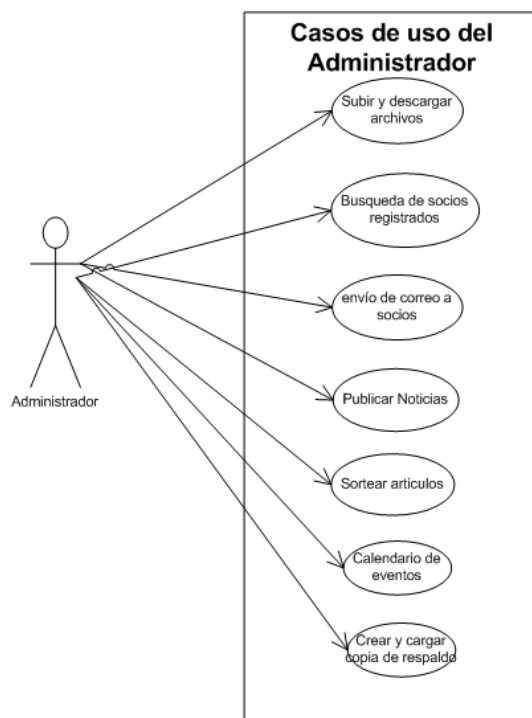 Casos de uso del
Administrador
Subir y descargar
archivos
Busqueda de socios
registrados
envío de correo a
socios
Administrador
Publicar Noticias
Sortear articulos
Calendario de
eventos
Crear y cargar
copia de respaldo